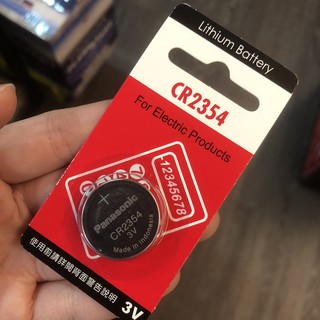 Lithium Battery
CR2354
For Electric Products
-12345678
+
Panasonic
CR2354
3V
Made in Indonesia
使用前請詳閱背面警告說明
3V